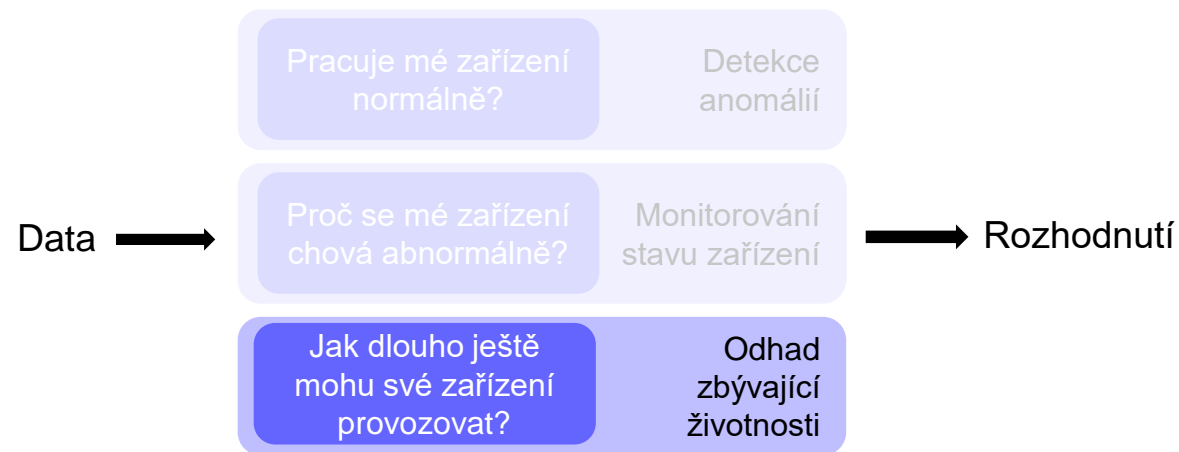 Pracuje mé zařízení
normálně?
Detekce
anomálií
Data
Proč se mé zařízení
chová abnormálně?
Monitorování
stavu zařízení
Rozhodnutí
Jak dlouho ještě
mohu své zařízení
provozovat?
Odhad
zbývající
životnosti